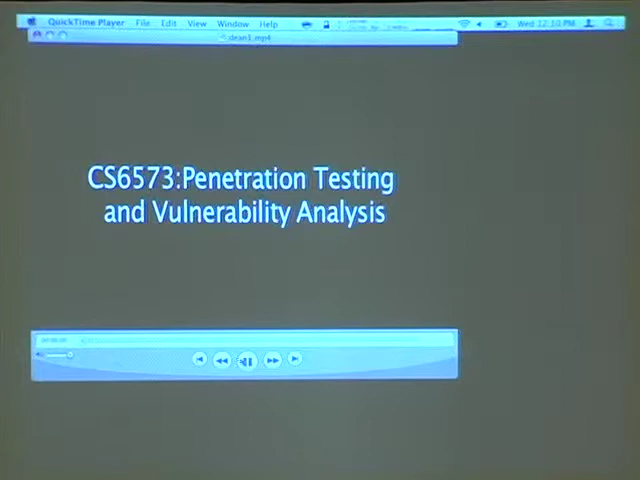 QuickTime Player File Edit View Window Help Wed 12:10 PM
dean1.mp4
CS6573:Penetration Testing
and Vulnerability Analysis